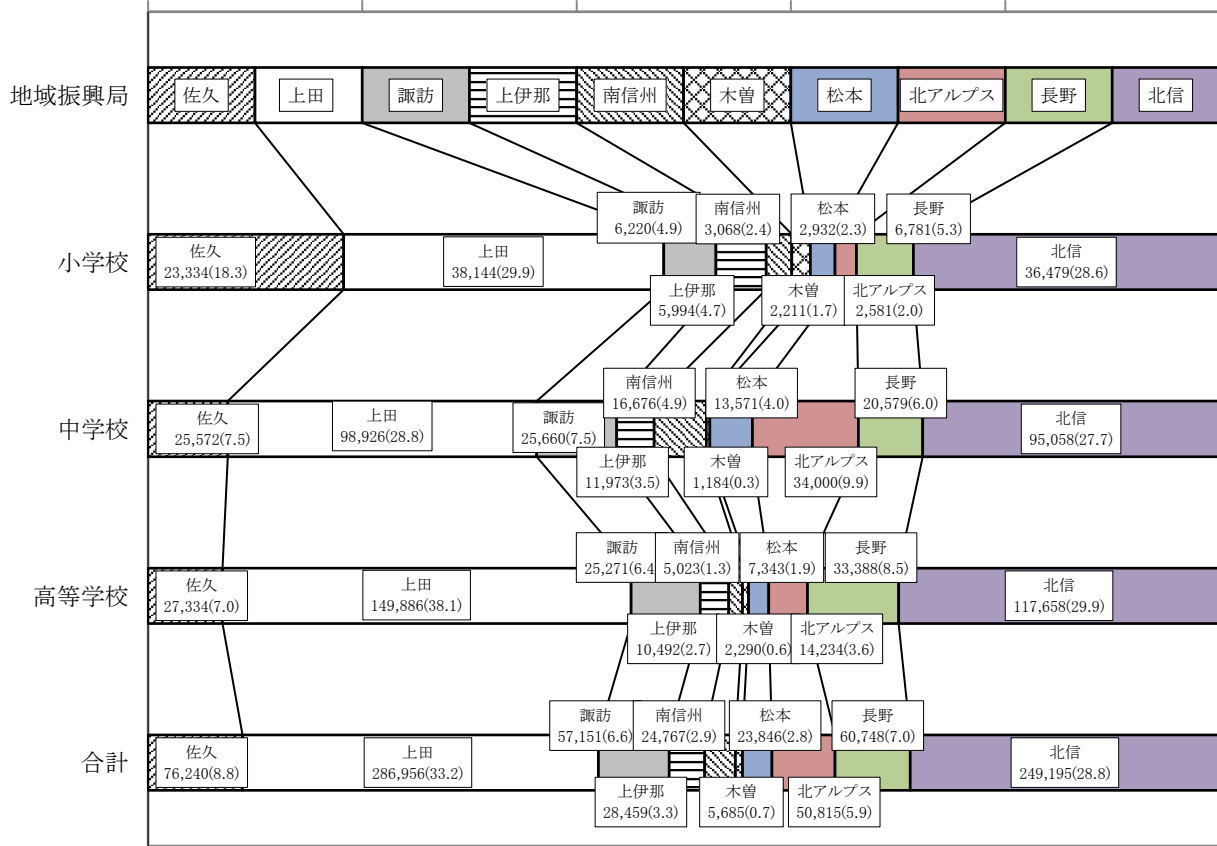 地域振興局
佐久
上田
諏訪
上伊那
南信州
木曽
松本
北アルプス
長野
北信
諏訪
6,220(4.9)
南信州
3,068(2.4)
松本
2,932(2.3)
長野
6,781(5.3)
小学校
佐久
23,334(18.3)
上田
38,144(29.9)
北信
36,479(28.6)
上伊那
5,994(4.7)
木曽
2,211(1.7)
北アルプス
2,581(2.0)
南信州
16,676(4.9)
松本
13,571(4.0)
長野
20,579(6.0)
中学校
佐久
25,572(7.5)
上田
98,926(28.8)
諏訪
25,660(7.5)
北信
95,058(27.7)
上伊那
11,973(3.5)
木曽
1,184(0.3)
北アルプス
34,000(9.9)
諏訪
25,271(6.4
南信州
5,023(1.3)
松本
7,343(1.9)
長野
33,388(8.5)
高等学校
佐久
27,334(7.0)
上田
149,886(38.1)
北信
117,658(29.9)
上伊那
10,492(2.7)
木曽
2,290(0.6)
北アルプス
14,234(3.6)
諏訪
57,151(6.6)
南信州
24,767(2.9)
松本
23,846(2.8)
長野
60,748(7.0)
合計
佐久
76,240(8.8)
上田
286,956(33.2)
北信
249,195(28.8)
上伊那
28,459(3.3)
木曽
5,685(0.7)
北アルプス
50,815(5.9)